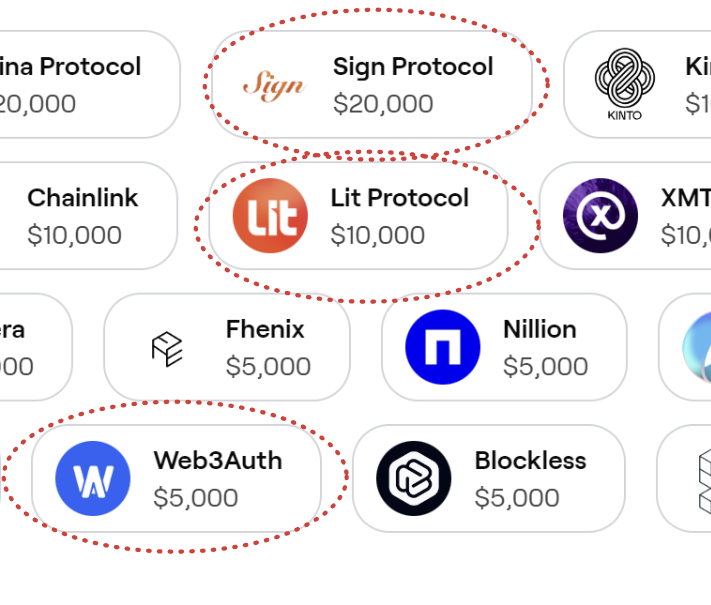 ina Protocol
20,000
Sign
Sign Protocol
$20,000
KINTO
Ki
$1
Chainlink
$10,000
Lit
Lit Protocol
$10,000
XMT
$10,
era
000
Fhenix
$5,000
Nillion
$5,000
W
Web3Auth
$5,000
Blockless
$5,000